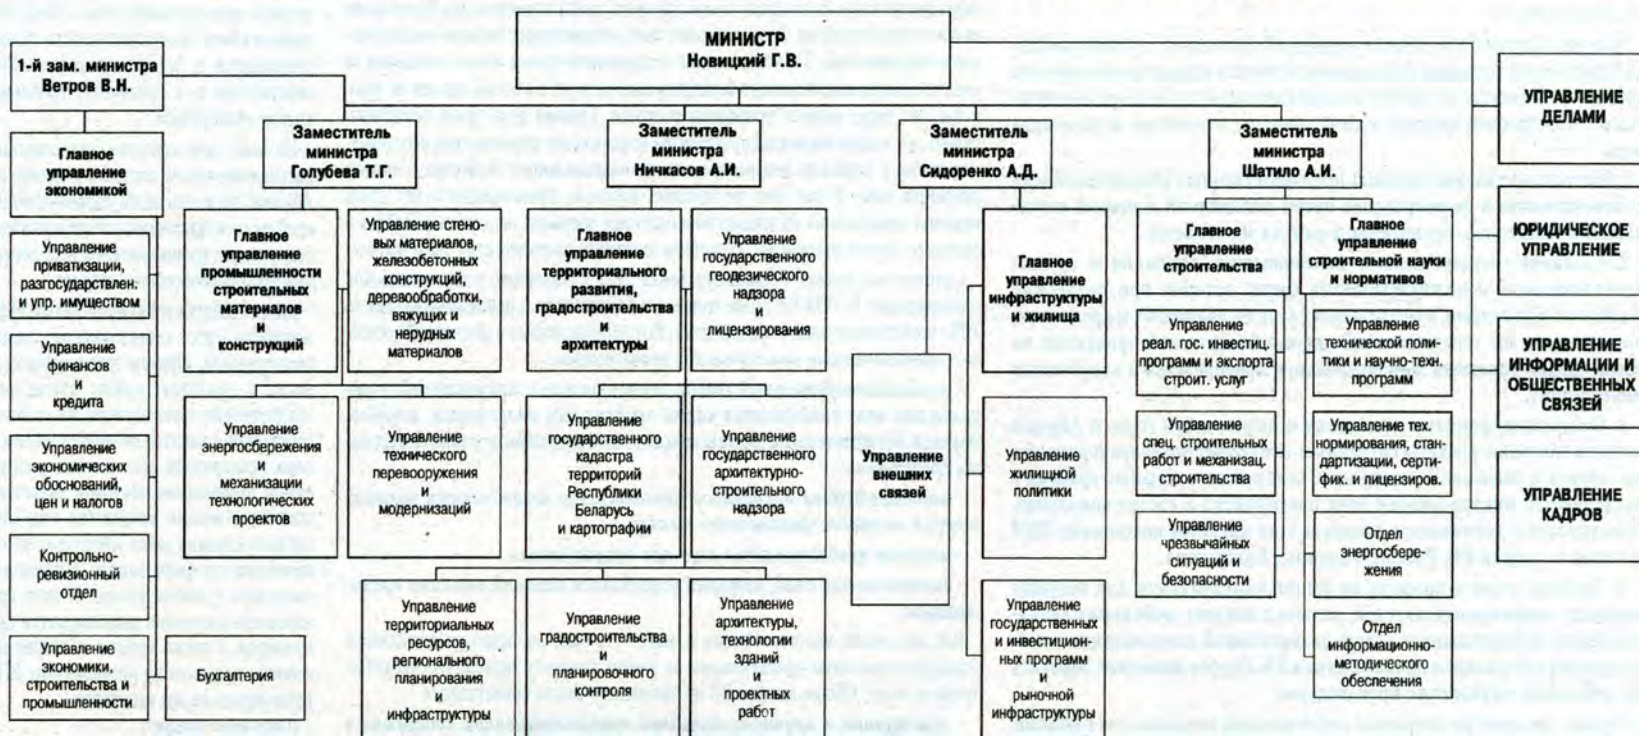 МИНИСТР
Новицкий Г.В.
1-й зам. министра
Ветров В.Н.
Главное
управление
экономикой
Управление
приватизации,
разгосударствлен.
и упр. имуществом
Управление
финансов
и
кредита
Управление
экономических
обоснований,
цен и налогов
Контрольно-
ревизионный
отдел
Управление
экономики,
строительства и
промышленности
Бухгалтерия
Заместитель
министра
Голубева Т.Г.
Главное
управление
промышленности
строительных
материалов
и
конструкций
Управление стено-
вых материалов,
железобетонных
конструкций,
деревообработки,
вяжущих и
нерудных
материалов
Управление
энергосбережения
и
механизации
технологических
проектов
Управление
технического
перевооружения
и
модернизаций
Заместитель
министра
Ничкасов А.И.
Главное
управление
территориального
развития,
градостроительства
и
архитектуры
Управление
государственного
геодезического
надзора
и
лицензирования
Управление
государственного
кадастра
территорий
Республики
Беларусь
и картографии
Управление
государственного
архитектурно-
строительного
надзора
Управление
территориальных
ресурсов,
регионального
планирования
и
инфраструктуры
Управление
градостроительства
и
планировочного
контроля
Управление
архитектуры,
технологии
зданий
и
проектных
работ
Заместитель
министра
Сидоренко А.Д.
Главное
управление
инфраструктуры
и жилища
Управление
внешних
связей
Управление
жилищной
политики
Управление
государственных
и инвестицион-
ных программ
и
рыночной
инфраструктуры
Заместитель
министра
Шатило А.И.
Главное
управление
строительства
Управление
реал. гос. инвестиц.
программ и экспорта
строит. услуг
Управление
спец. строительных
работ и механизац.
строительства
Управление
чрезвычайных
ситуаций и
безопасности
Главное
управление
строительной науки
и нормативов
Управление
технической поли-
тики и научно-техн.
программ
Управление тех.
нормирования, стан-
дартизации, серти-
фик. и лицензиров.
Отдел
энергосбере-
жения
Отдел
информационно-
методического
обеспечения
УПРАВЛЕНИЕ
ДЕЛАМИ
ЮРИДИЧЕСКОЕ
УПРАВЛЕНИЕ
УПРАВЛЕНИЕ
ИНФОРМАЦИИ И
ОБЩЕСТВЕННЫХ
СВЯЗЕЙ
УПРАВЛЕНИЕ
КАДРОВ